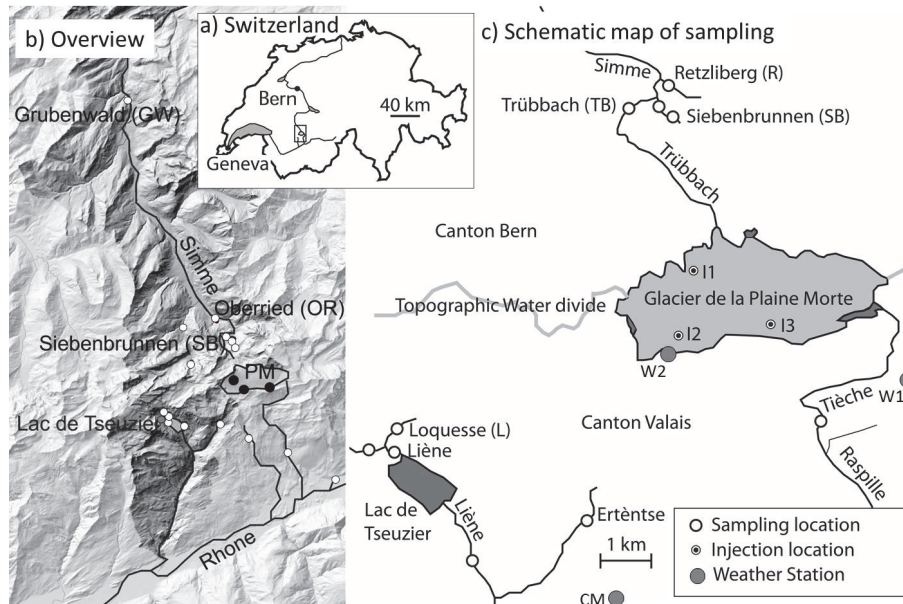 b) Overview
Grubenwald (GW)
Simme
Oberried (OR)
Siebenbrunnen (SB)
PM
Lac de Tseuzier
Rhone
a) Switzerland
Bern
40 km
Geneva
c) Schematic map of sampling
Simme
Retzliberg (R)
Trübbach (TB)
Siebenbrunnen (SB)
Trübbach
Canton Bern
I1
Topographic Water divide
Glacier de la Plaine Morte
I2
I3
W2
W1
Tièche
Canton Valais
Loquesse (L)
Liène
Raspille
Lac de
Tseuzier
Liène
Ertèntse
1 km
CM
Sampling location
Injection location
Weather Station